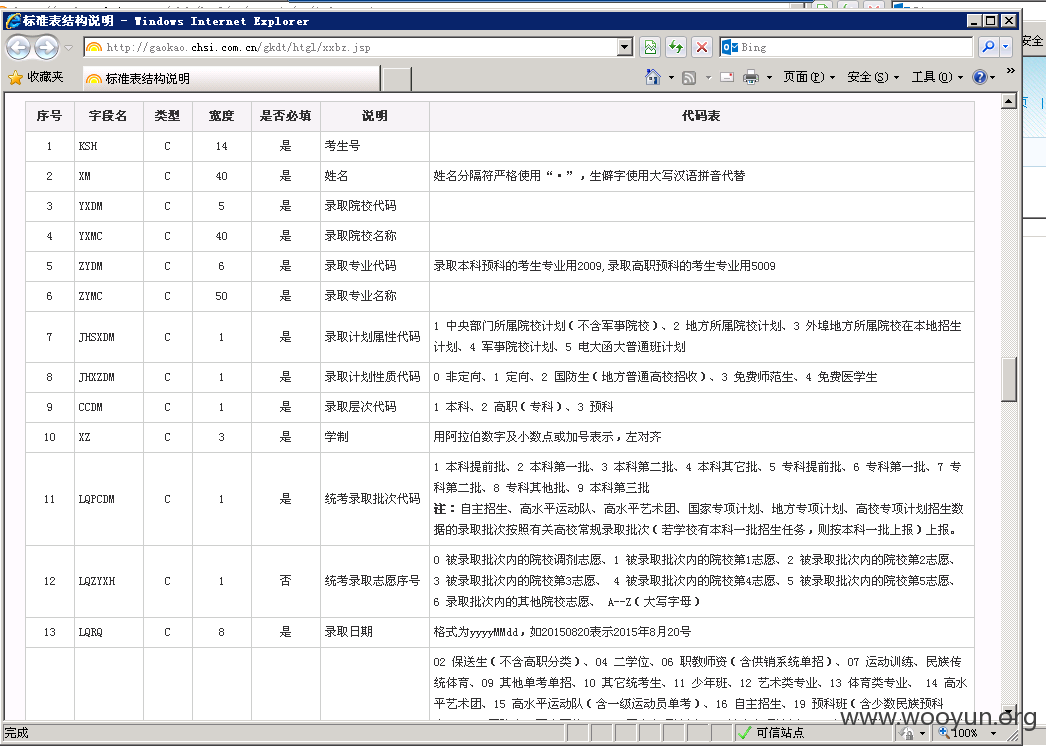 标准表结构说明 - Windows Internet Explorer
http://gaokao.chsi.com.cn/gkdt/htgl/xxbz.jsp
Bing
收藏夹
标准表结构说明
页面(P) 安全(S) 工具(O) »
安全
页
序号 字段名 类型 宽度 是否必填 说明 代码表
1 KSH C 14 是 考生号
2 XM C 40 是 姓名 姓名分隔符严格使用“·”，生僻字使用大写汉语拼音代替
3 YXDM C 5 是 录取院校代码
4 YXMC C 40 是 录取院校名称
5 ZYDM C 6 是 录取专业代码 录取本科预科的考生专业用2009,录取高职预科的考生专业用5009
6 ZYMC C 50 是 录取专业名称
7 JHSXDM C 1 是 录取计划属性代码 1 中央部门所属院校计划(不含军事院校)、2 地方所属院校计划、3 外埠地方所属院校在本地招生
计划、4 军事院校计划、5 电大函大普通班计划
8 JHXZDM C 1 是 录取计划性质代码 0 非定向、1 定向、2 国防生(地方普通高校招收)、3 免费师范生、4 免费医学生
9 CCDM C 1 是 录取层次代码 1 本科、2 高职(专科)、3 预科
10 XZ C 3 是 学制 用阿拉伯数字及小数点或加号表示，左对齐
11 LQPCDM C 1 是 统考录取批次代码 1 本科提前批、2 本科第一批、3 本科第二批、4 本科其它批、5 专科提前批、6 专科第一批、7 专
科第二批、8 专科其他批、9 本科第三批
注：自主招生、高水平运动队、高水平艺术团、国家专项计划、地方专项计划、高校专项计划招生数
据的录取批次按照有关高校常规录取批次(若学校有本科一批招生任务，则按本科一批上报)上报。
12 LQZYXH C 1 否 统考录取志愿序号 0 被录取批次内的院校调剂志愿、1 被录取批次内的院校第1志愿、2 被录取批次内的院校第2志愿、
3 被录取批次内的院校第3志愿、 4 被录取批次内的院校第4志愿、5 被录取批次内的院校第5志愿、
6 录取批次内的其他院校志愿、 A--Z(大写字母)
13 LQRQ C 8 是 录取日期 格式为yyyyMMdd，如20150820表示2015年8月20号
02 保送生(不含高职分类)、04 二学位、06 职教师资(含供销系统单招)、07 运动训练、民族传
统体育、09 其他单考单招、10 其它统考生、11 少年班、12 艺术类专业、13 体育类专业、 14 高水
平艺术团、15 高水平运动队(含一级运动员单考)、16 自主招生、19 预科班(含少数民族预科
www.wooyun.org
完成
可信站点
100%